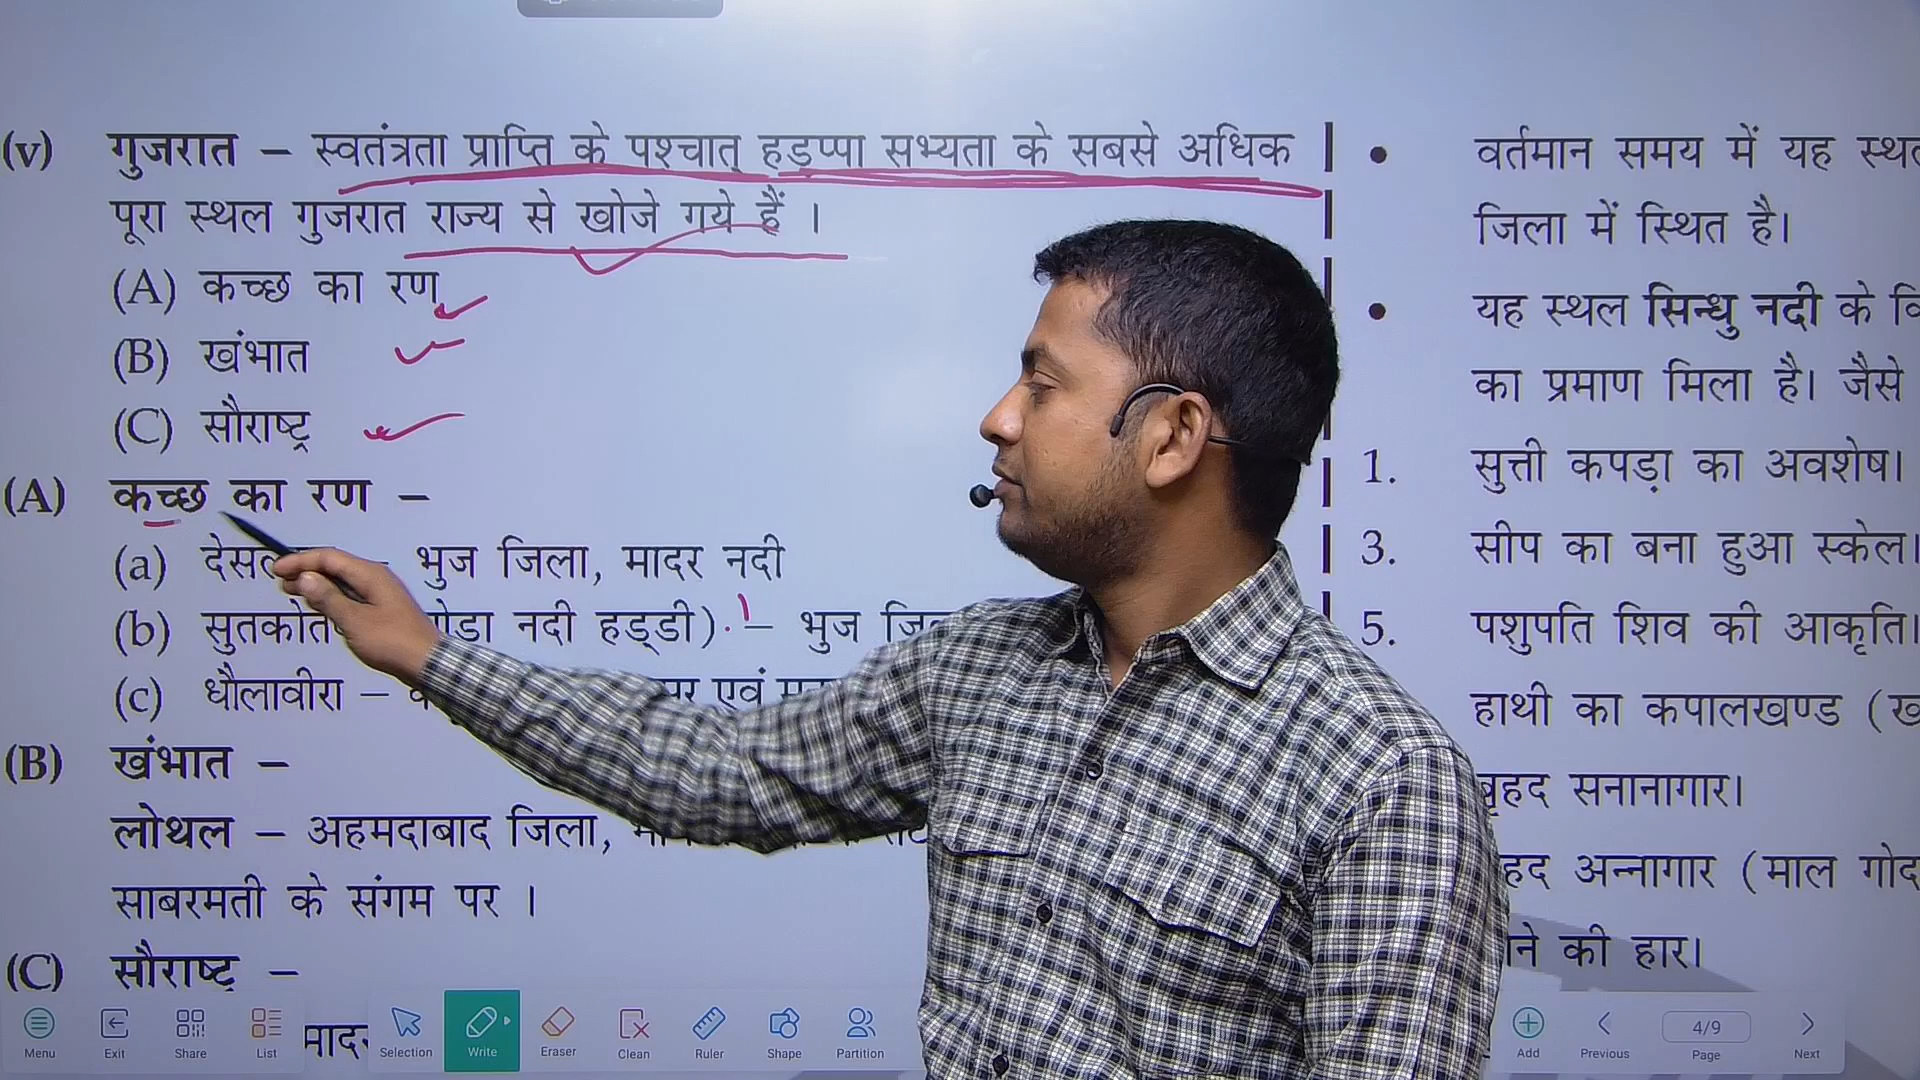 (v) गुजरात – स्वतंत्रता प्राप्ति के पश्चात् हड़प्पा सभ्यता के सबसे अधिक
पूरा स्थल गुजरात राज्य से खोजे गये हैं ।
(A) कच्छ का रण
(B) खंभात
(C) सौराष्ट्र
(A) कच्छ का रण –
(a) – भुज जिला, मादर नदी
(b) नदी हड्डी). – भुज
(c) धौलावीरा – एवं
(B) खंभात –
लोथल – अहमदाबाद जिला,
साबरमती के संगम पर ।
(C) सौराष्ट्र –
• वर्तमान समय में यह
जिला में स्थित है।
• यह स्थल सिन्धु नदी के
का प्रमाण मिला है। जैसे
1. सुत्ती कपड़ा का अवशेष।
3. सीप का बना हुआ स्केल।
5. पशुपति शिव की आकृति।
हाथी का कपालखण्ड
बृहद सनानागार।
अन्नागार (माल
की हार।
Menu Exit Share List Selection Write Eraser Clean Ruler Shape Partition Add Previous 4/9 Page Next